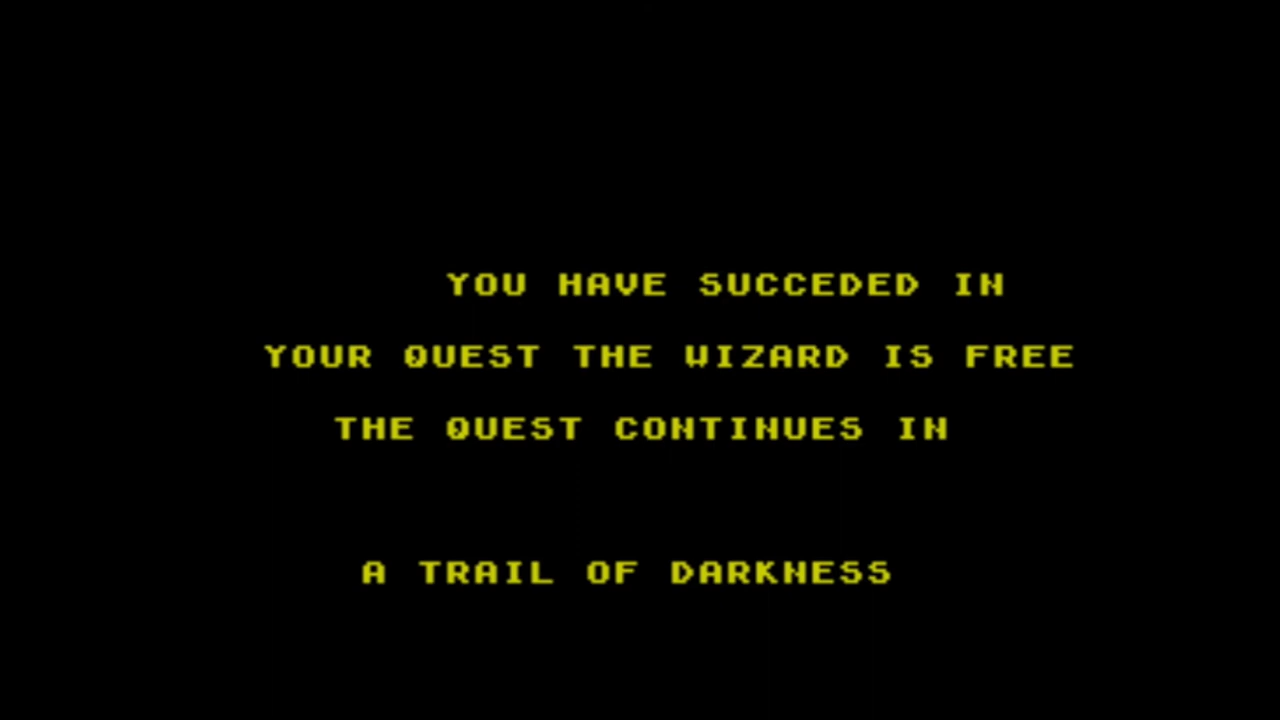 YOU HAVE SUCCEDED IN
YOUR QUEST THE WIZARD IS FREE
THE QUEST CONTINUES IN
A TRAIL OF DARKNESS